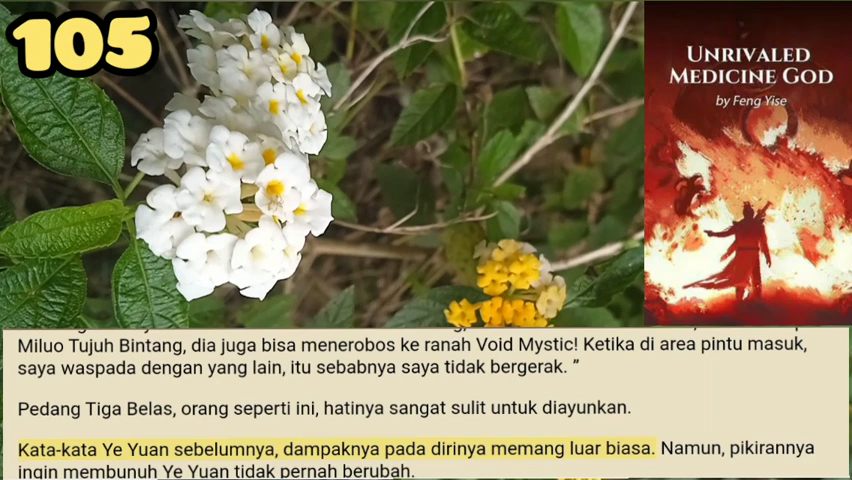 105
UNRIVALED
MEDICINE GOD
by Feng Yise
Miluo Tujuh Bintang, dia juga bisa menerobos ke ranah Void Mystic! Ketika di area pintu masuk,
saya waspada dengan yang lain, itu sebabnya saya tidak bergerak. ”
Pedang Tiga Belas, orang seperti ini, hatinya sangat sulit untuk diayunkan.
Kata-kata Ye Yuan sebelumnya, dampaknya pada dirinya memang luar biasa. Namun, pikirannya
ingin membunuh Ye Yuan tidak pernah berubah.